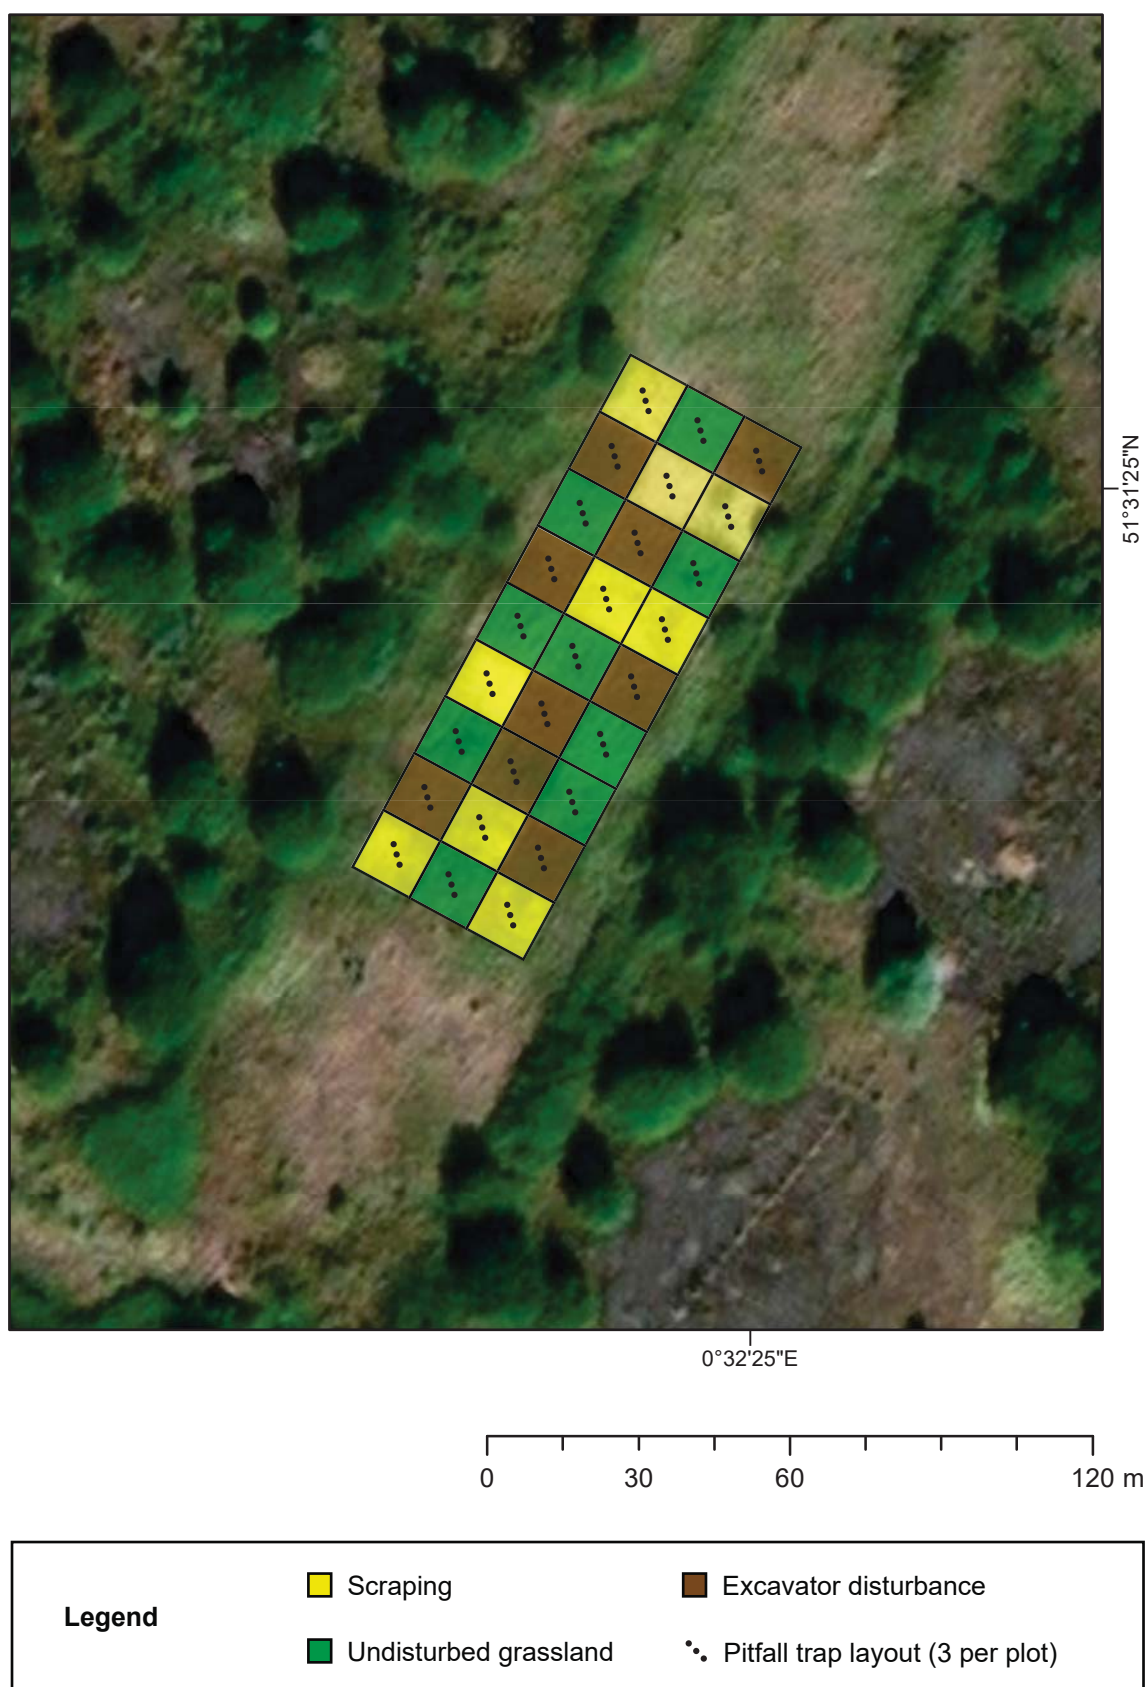 51°31'25"N
0°32'25"E
0 30 60 120 m
Legend
Scraping
Excavator disturbance
Undisturbed grassland
Pitfall trap layout (3 per plot)